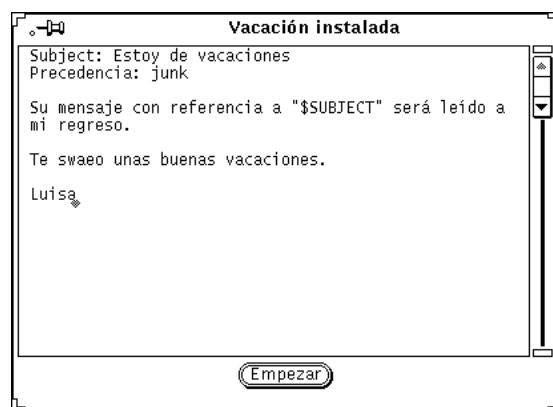 Vacación instalada
Subject: Estoy de vacaciones
Precedencia: junk
Su mensaje con referencia a "$SUBJECT" será leído a
mi regreso.
Te swaeo unas buenas vacaciones.
Luisa
Empezar